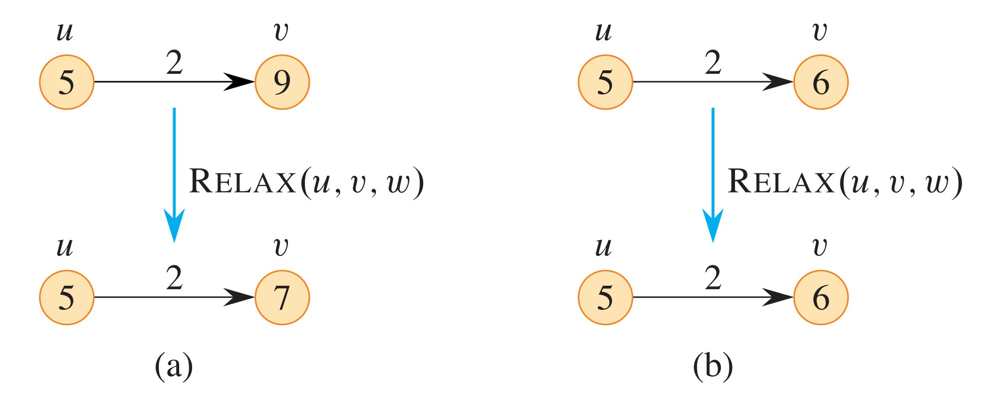 u v u v
2 2
5 9 5 6
RELAX(u, v, w) RELAX(u, v, w)
u v u v
2 2
5 7 5 6
(a) (b)